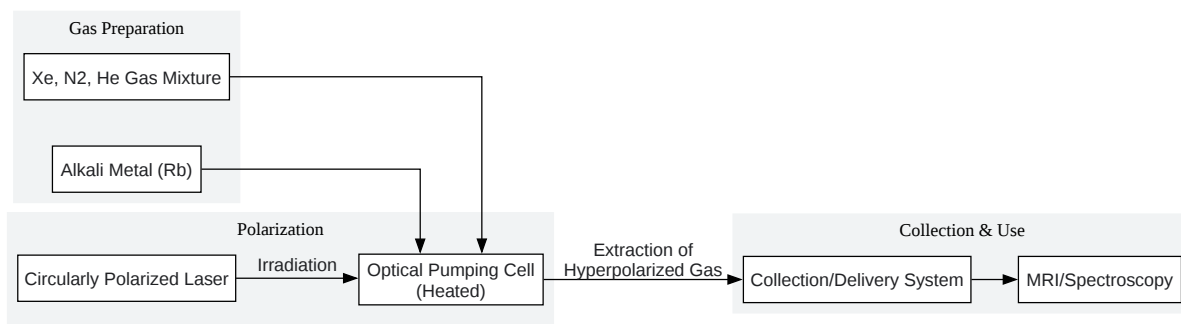 Gas Preparation
Xe, N2, He Gas Mixture
Alkali Metal (Rb)
Polarization
Circularly Polarized Laser
Irradiation
Optical Pumping Cell
(Heated)
Extraction of
Hyperpolarized Gas
Collection & Use
Collection/Delivery System
MRI/Spectroscopy